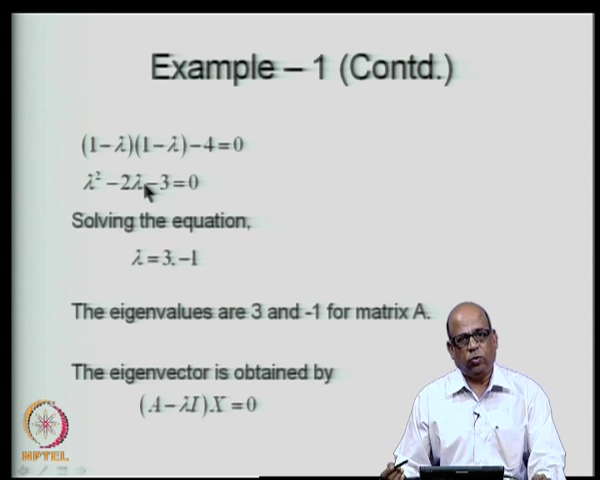 Example – 1 (Contd.)
(1−λ)(1−λ)−4=0
λ²−2λ−3=0
Solving the equation,
λ=3,−1
The eigenvalues are 3 and -1 for matrix A.
The eigenvector is obtained by
(A−λI)X=0
NPTEL